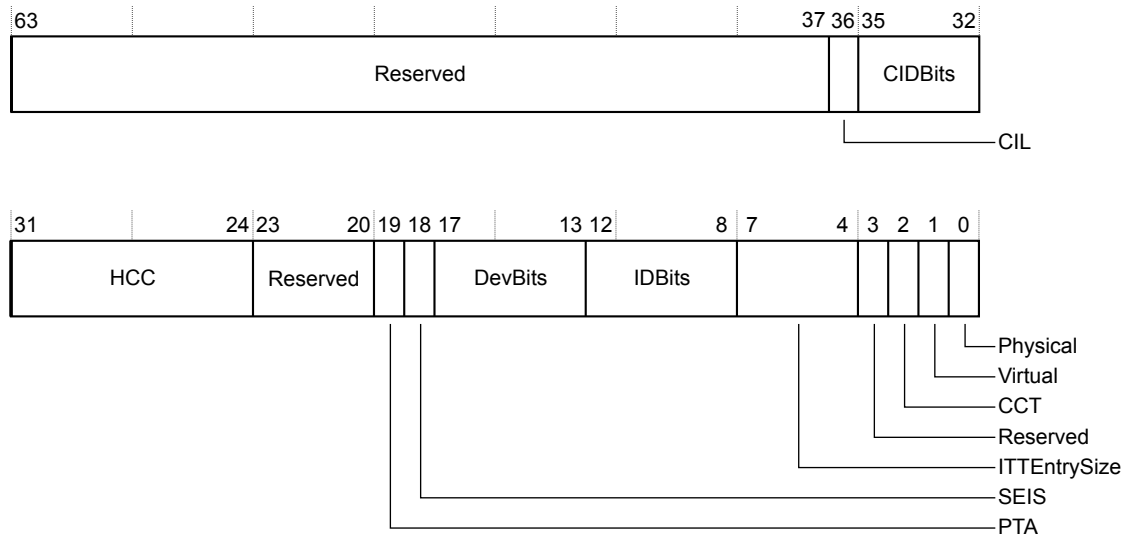 63 37 36 35 32
Reserved CIDBits
CIL
31 24 23 20 19 18 17 13 12 8 7 4 3 2 1 0
HCC Reserved DevBits IDBits
Physical
Virtual
CCT
Reserved
ITTEntrySize
SEIS
PTA